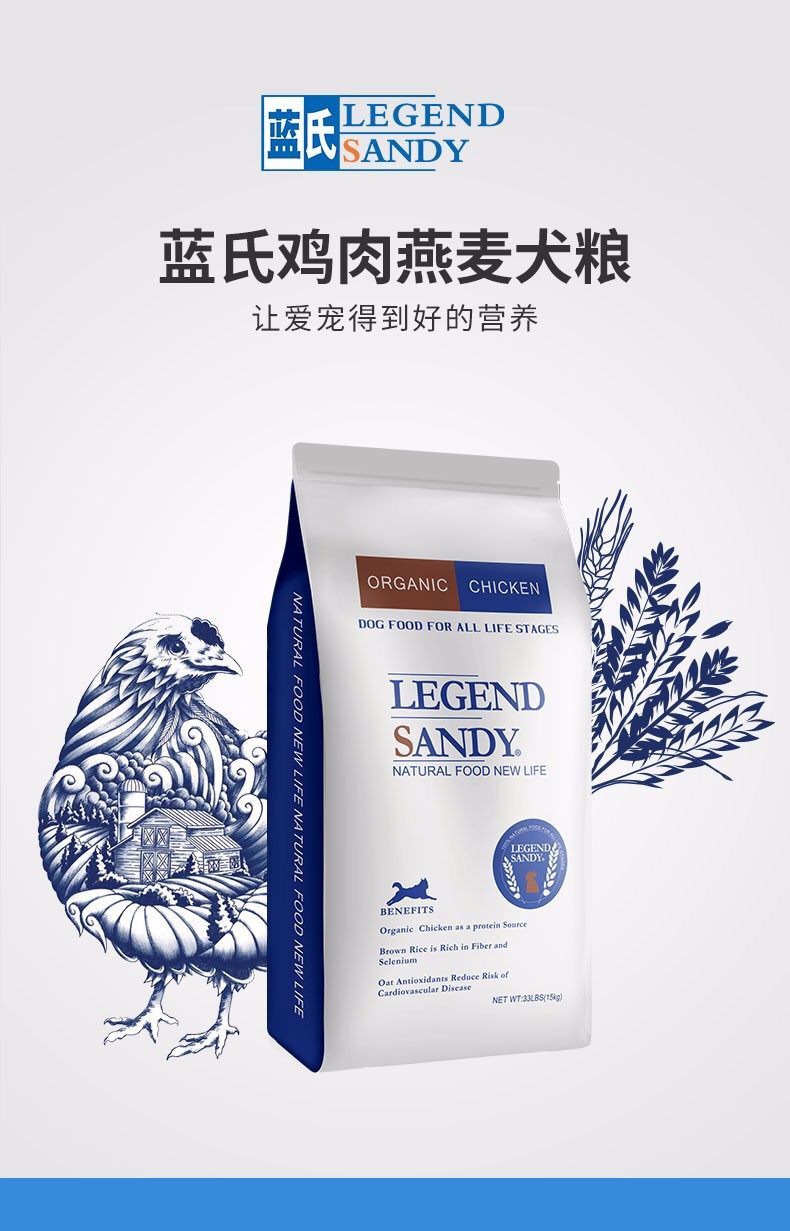 蓝氏 LEGEND
SANDY
蓝氏鸡肉燕麦犬粮
让爱宠得到好的营养
ORGANIC CHICKEN
DOG FOOD FOR ALL LIFE STAGES
LEGEND
SANDY®
NATURAL FOOD NEW LIFE
NATURAL FOOD NEW LIFE NATURAL FOOD NEW LIFE
LEGEND
SANDY®
BENEFITS
Organic Chicken as a protein Source
Brown Rice is Rich in Fiber and
Selenium
Oat Antioxidants Reduce Risk of
Cardiovascular Disease
NET WT:33LBS(15kg)